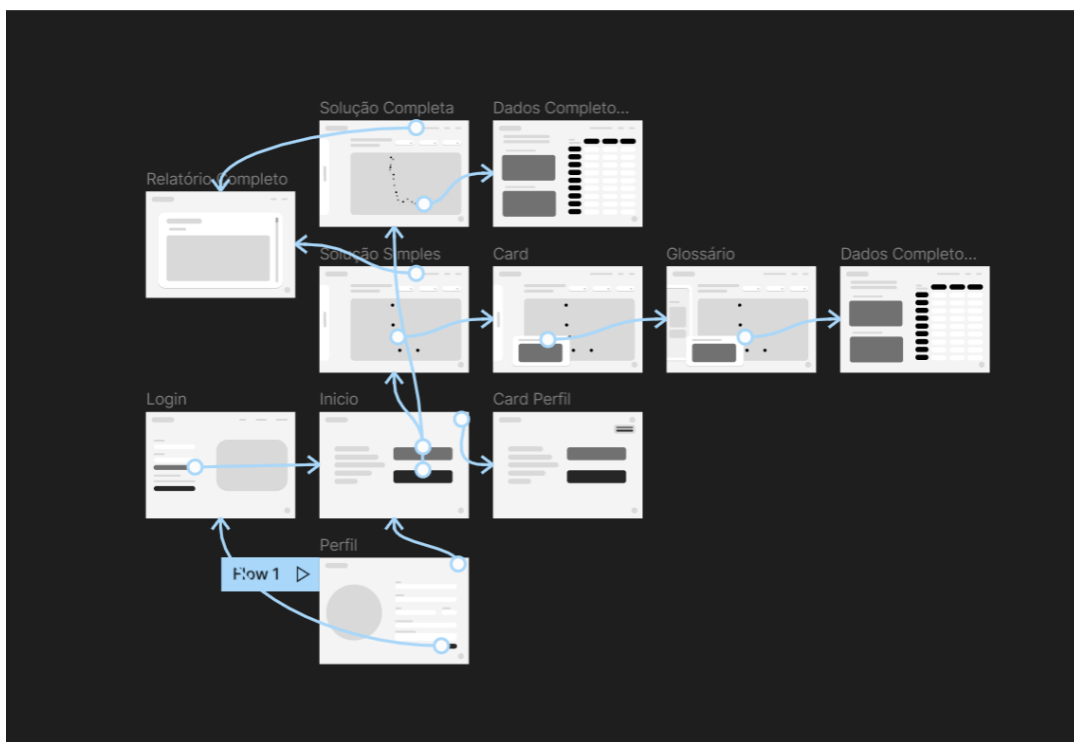 Solução Completa
Dados Completo...
Relatório Completo
Solução Simples
Card
Glossário
Dados Completo...
Login
Inicio
Card Perfil
Perfil
Flow 1